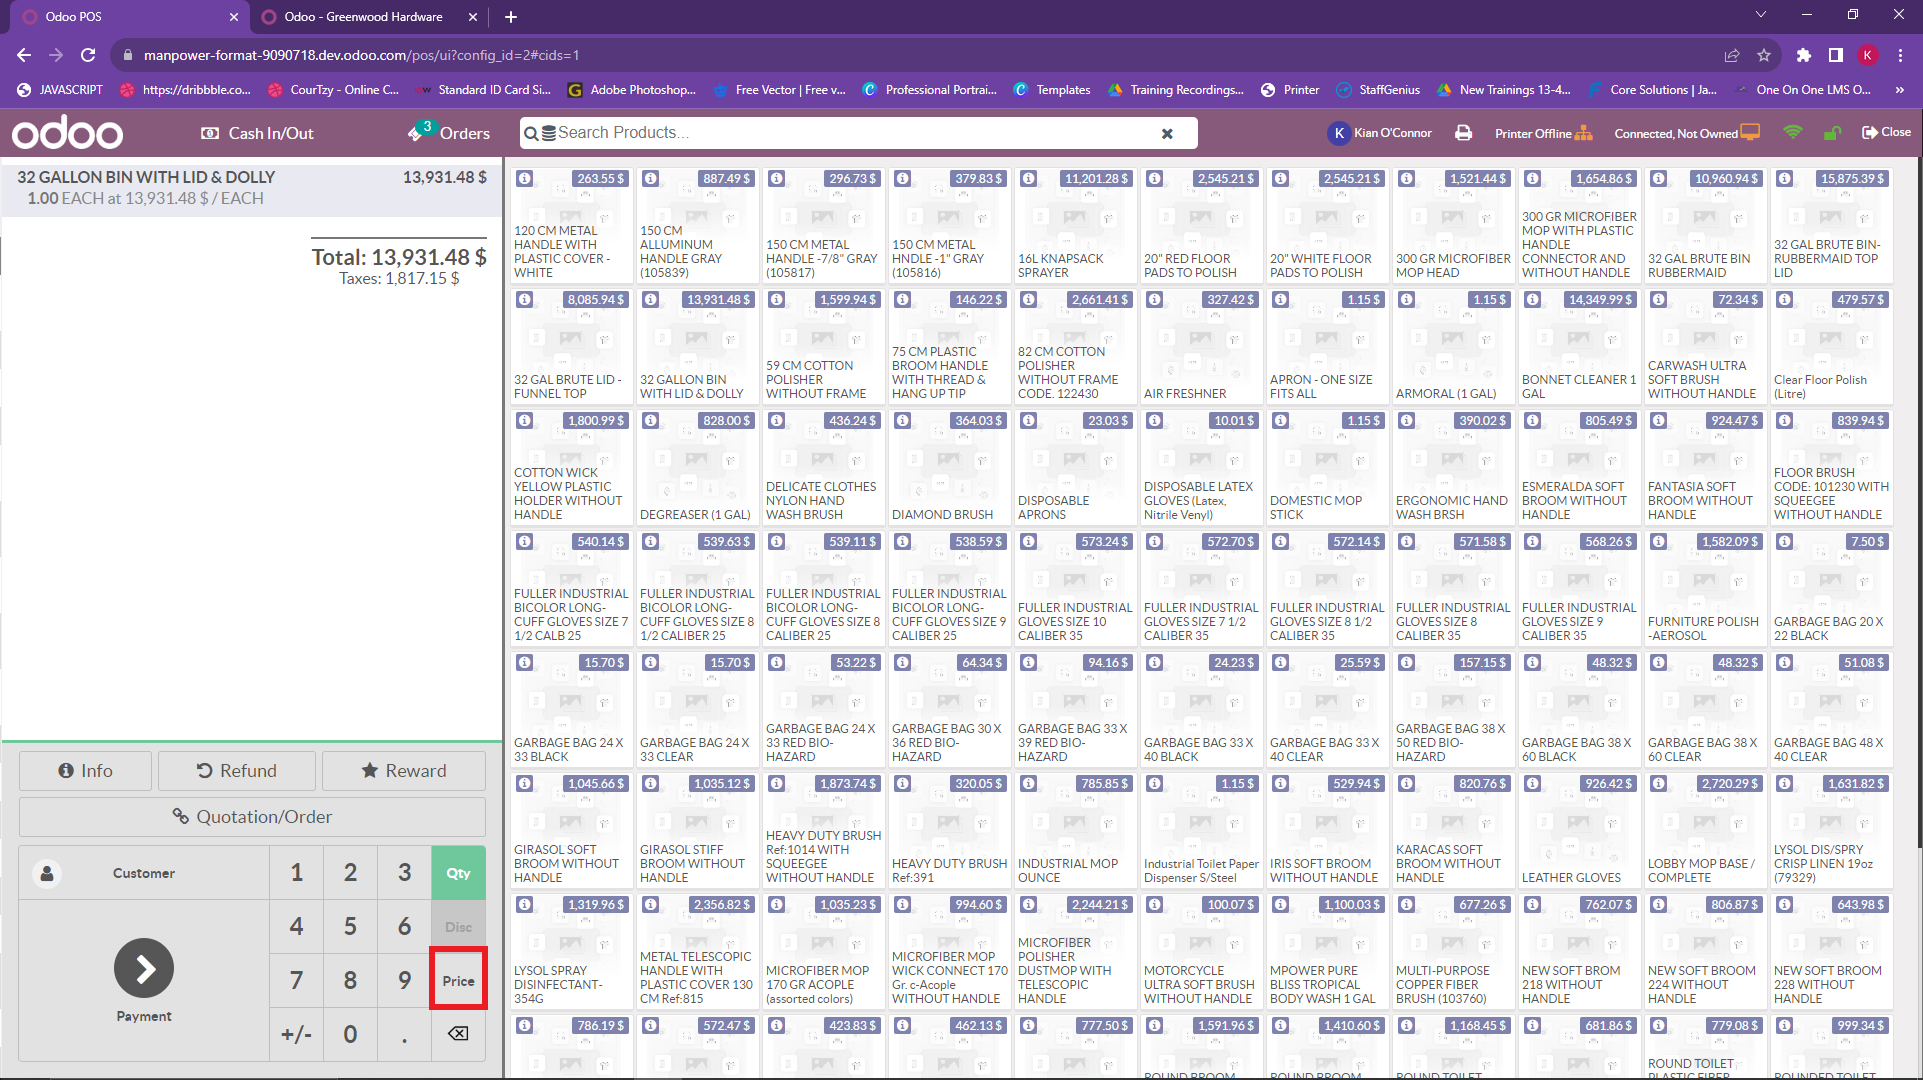 Odoo POS
Odoo - Greenwood Hardware
manpower-format-9090718.dev.odoo.com/pos/ui?config_id=2#cids=1
K
JAVASCRIPT
https://dribbble.co...
CourTzy - Online C...
Standard ID Card Si...
Adobe Photoshop...
Free Vector | Free v...
Professional Portrai...
Templates
Training Recordings...
Printer
StaffGenius
New Trainings 13-4...
Core Solutions | Ja...
One On One LMS O...
»
odoo
Cash In/Out
3
Orders
Search Products...
K
Kian O'Connor
Printer Offline
Connected, Not Owned
Close
32 GALLON BIN WITH LID & DOLLY 13,931.48 $
1.00 EACH at 13,931.48 $ / EACH
Total: 13,931.48 $
Taxes: 1,817.15 $
Info
Refund
Reward
Quotation/Order
Customer
1 2 3 Qty
4 5 6 Disc
7 8 9 Price
Payment
+/- 0 .
263.55 $
120 CM METAL
HANDLE WITH
PLASTIC COVER -
WHITE
887.49 $
150 CM
ALLUMINUM
HANDLE GRAY
(105839)
296.73 $
150 CM METAL
HANDLE -7/8" GRAY
(105817)
379.83 $
150 CM METAL
HNDLE -1" GRAY
(105816)
11,201.28 $
16L KNAPSACK
SPRAYER
2,545.21 $
20" RED FLOOR
PADS TO POLISH
2,545.21 $
20" WHITE FLOOR
PADS TO POLISH
1,521.44 $
300 GR MICROFIBER
MOP HEAD
1,654.86 $
300 GR MICROFIBER
MOP WITH PLASTIC
HANDLE
CONNECTOR AND
WITHOUT HANDLE
10,960.94 $
32 GAL BRUTE BIN
RUBBERMAID
15,875.39 $
32 GAL BRUTE BIN-
RUBBERMAID TOP
LID
8,085.94 $
32 GAL BRUTE LID -
FUNNEL TOP
13,931.48 $
32 GALLON BIN
WITH LID & DOLLY
1,599.94 $
59 CM COTTON
POLISHER
WITHOUT FRAME
146.22 $
75 CM PLASTIC
BROOM HANDLE
WITH THREAD &
HANG UP TIP
2,661.41 $
82 CM COTTON
POLISHER
WITHOUT FRAME
CODE. 122430
327.42 $
AIR FRESHNER
1.15 $
APRON - ONE SIZE
FITS ALL
1.15 $
ARMORAL (1 GAL)
14,349.99 $
BONNET CLEANER 1
GAL
72.34 $
CARWASH ULTRA
SOFT BRUSH
WITHOUT HANDLE
479.57 $
Clear Floor Polish
(Litre)
1,800.99 $
COTTON WICK
YELLOW PLASTIC
HOLDER WITHOUT
HANDLE
828.00 $
DEGREASER (1 GAL)
436.24 $
DELICATE CLOTHES
NYLON HAND
WASH BRUSH
364.03 $
DIAMOND BRUSH
23.03 $
DISPOSABLE
APRONS
10.01 $
DISPOSABLE LATEX
GLOVES (Latex,
Nitrile Venyl)
1.15 $
DOMESTIC MOP
STICK
390.02 $
ERGONOMIC HAND
WASH BRSH
805.49 $
ESMERALDA SOFT
BROOM WITHOUT
HANDLE
924.47 $
FANTASIA SOFT
BROOM WITHOUT
HANDLE
839.94 $
FLOOR BRUSH
CODE: 101230 WITH
SQUEEGEE
WITHOUT HANDLE
540.14 $
FULLER INDUSTRIAL
BICOLOR LONG-
CUFF GLOVES SIZE 7
1/2 CALB 25
539.63 $
FULLER INDUSTRIAL
BICOLOR LONG-
CUFF GLOVES SIZE 8
1/2 CALIBER 25
539.11 $
FULLER INDUSTRIAL
BICOLOR LONG-
CUFF GLOVES SIZE 8
CALIBER 25
538.59 $
FULLER INDUSTRIAL
BICOLOR LONG-
CUFF GLOVES SIZE 9
CALIBER 25
573.24 $
FULLER INDUSTRIAL
GLOVES SIZE 10
CALIBER 35
572.70 $
FULLER INDUSTRIAL
GLOVES SIZE 7 1/2
CALIBER 35
572.14 $
FULLER INDUSTRIAL
GLOVES SIZE 8 1/2
CALIBER 35
571.58 $
FULLER INDUSTRIAL
GLOVES SIZE 8
CALIBER 35
568.26 $
FULLER INDUSTRIAL
GLOVES SIZE 9
CALIBER 35
1,582.09 $
FURNITURE POLISH
-AEROSOL
7.50 $
GARBAGE BAG 20 X
22 BLACK
15.70 $
GARBAGE BAG 24 X
33 BLACK
15.70 $
GARBAGE BAG 24 X
33 CLEAR
53.22 $
GARBAGE BAG 24 X
33 RED BIO-
HAZARD
64.34 $
GARBAGE BAG 30 X
36 RED BIO-
HAZARD
94.16 $
GARBAGE BAG 33 X
39 RED BIO-
HAZARD
24.23 $
GARBAGE BAG 33 X
40 BLACK
25.59 $
GARBAGE BAG 33 X
40 CLEAR
157.15 $
GARBAGE BAG 38 X
50 RED BIO-
HAZARD
48.32 $
GARBAGE BAG 38 X
60 BLACK
48.32 $
GARBAGE BAG 38 X
60 CLEAR
51.08 $
GARBAGE BAG 48 X
40 CLEAR
1,045.66 $
GIRASOL SOFT
BROOM WITHOUT
HANDLE
1,035.12 $
GIRASOL STIFF
BROOM WITHOUT
HANDLE
1,873.74 $
HEAVY DUTY BRUSH
Ref:1014 WITH
SQUEEGEE
WITHOUT HANDLE
320.05 $
HEAVY DUTY BRUSH
Ref:391
785.85 $
INDUSTRIAL MOP
OUNCE
1.15 $
Industrial Toilet Paper
Dispenser S/Steel
529.94 $
IRIS SOFT BROOM
WITHOUT HANDLE
820.76 $
KARACAS SOFT
BROOM WITHOUT
HANDLE
926.42 $
LEATHER GLOVES
2,720.29 $
LOBBY MOP BASE /
COMPLETE
1,631.82 $
LYSOL DIS/SPRY
CRISP LINEN 19oz
(79329)
1,319.96 $
LYSOL SPRAY
DISINFECTANT-
354G
2,356.82 $
METAL TELESCOPIC
HANDLE WITH
PLASTIC COVER 130
CM Ref:815
1,035.23 $
MICROFIBER MOP
170 GR ACOPLE
(assorted colors)
994.60 $
MICROFIBER MOP
WICK CONNECT 170
Gr. c-Acople
WITHOUT HANDLE
2,244.21 $
MICROFIBER
POLISHER
DUSTMOP WITH
TELESCOPIC
HANDLE
100.07 $
MOTORCYCLE
ULTRA SOFT BRUSH
WITHOUT HANDLE
1,100.03 $
MPOWER PURE
BLISS TROPICAL
BODY WASH 1 GAL
677.26 $
MULTI-PURPOSE
COPPER FIBER
BRUSH (103760)
762.07 $
NEW SOFT BROM
218 WITHOUT
HANDLE
806.87 $
NEW SOFT BROOM
224 WITHOUT
HANDLE
643.98 $
NEW SOFT BROOM
228 WITHOUT
HANDLE
786.19 $
572.47 $
423.83 $
462.13 $
777.50 $
1,591.96 $
ROUND BROOM
1,410.60 $
ROUND BROOM
1,168.45 $
ROUND TOILET
681.86 $
779.08 $
ROUND TOILET
PLASTIC FIBER
999.34 $
ROUNDED TOILET